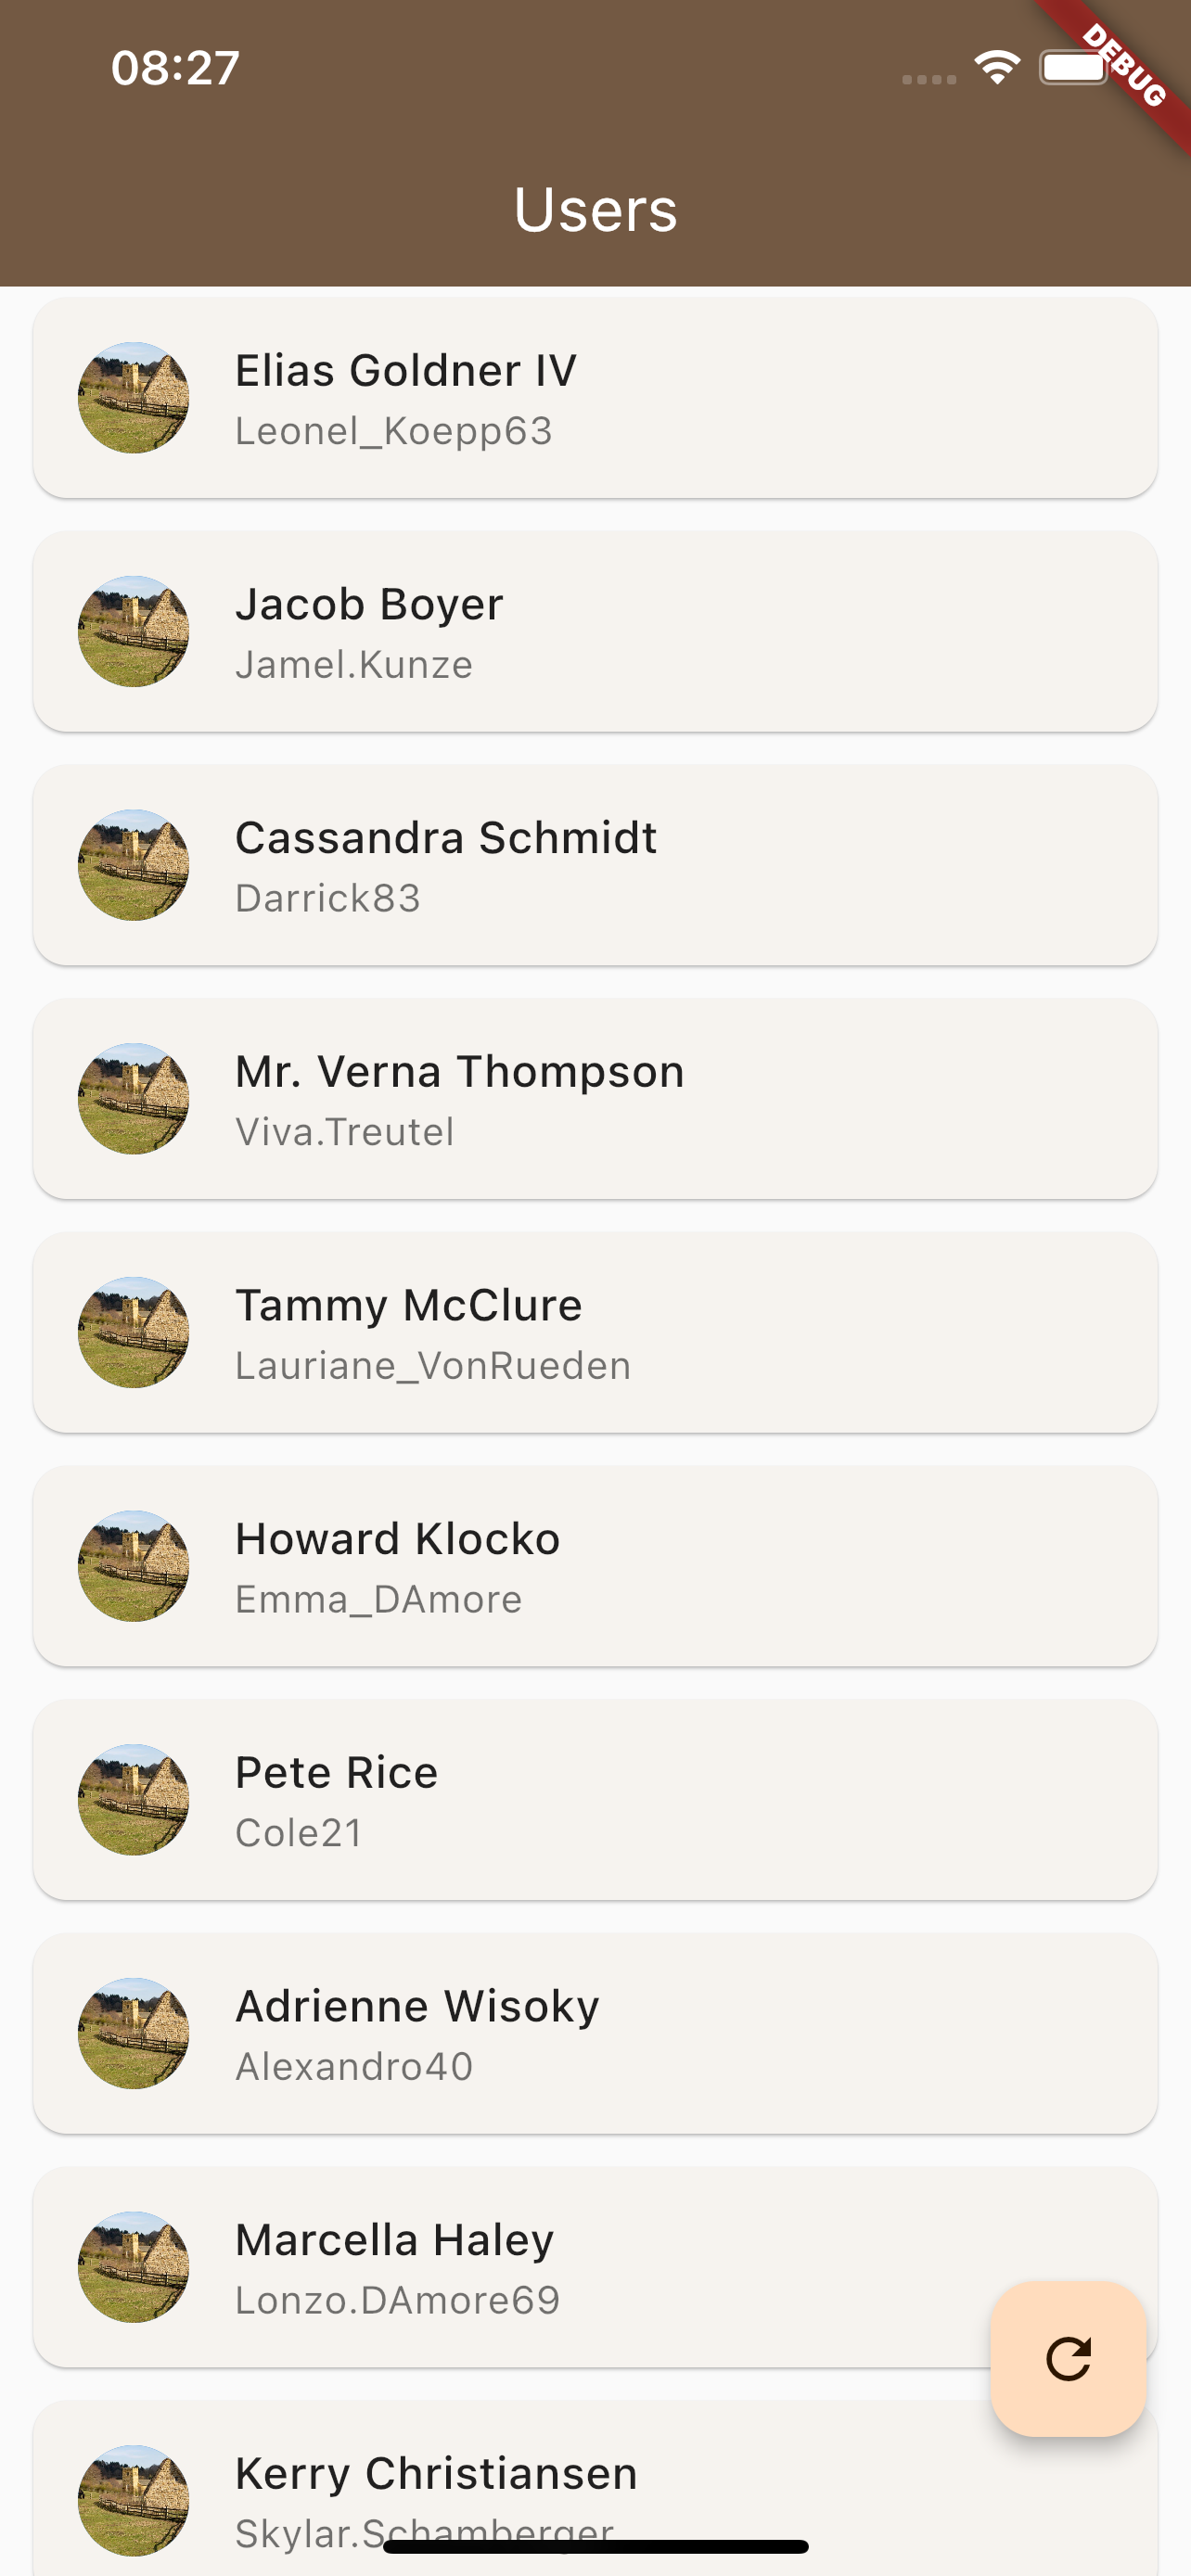 08:27
DEBUG
Users
Elias Goldner IV
Leonel_Koepp63
Jacob Boyer
Jamel.Kunze
Cassandra Schmidt
Darrick83
Mr. Verna Thompson
Viva.Treutel
Tammy McClure
Lauriane_VonRueden
Howard Klocko
Emma_DAmore
Pete Rice
Cole21
Adrienne Wisoky
Alexandro40
Marcella Haley
Lonzo.DAmore69
Kerry Christiansen
Skylar.Schamberger